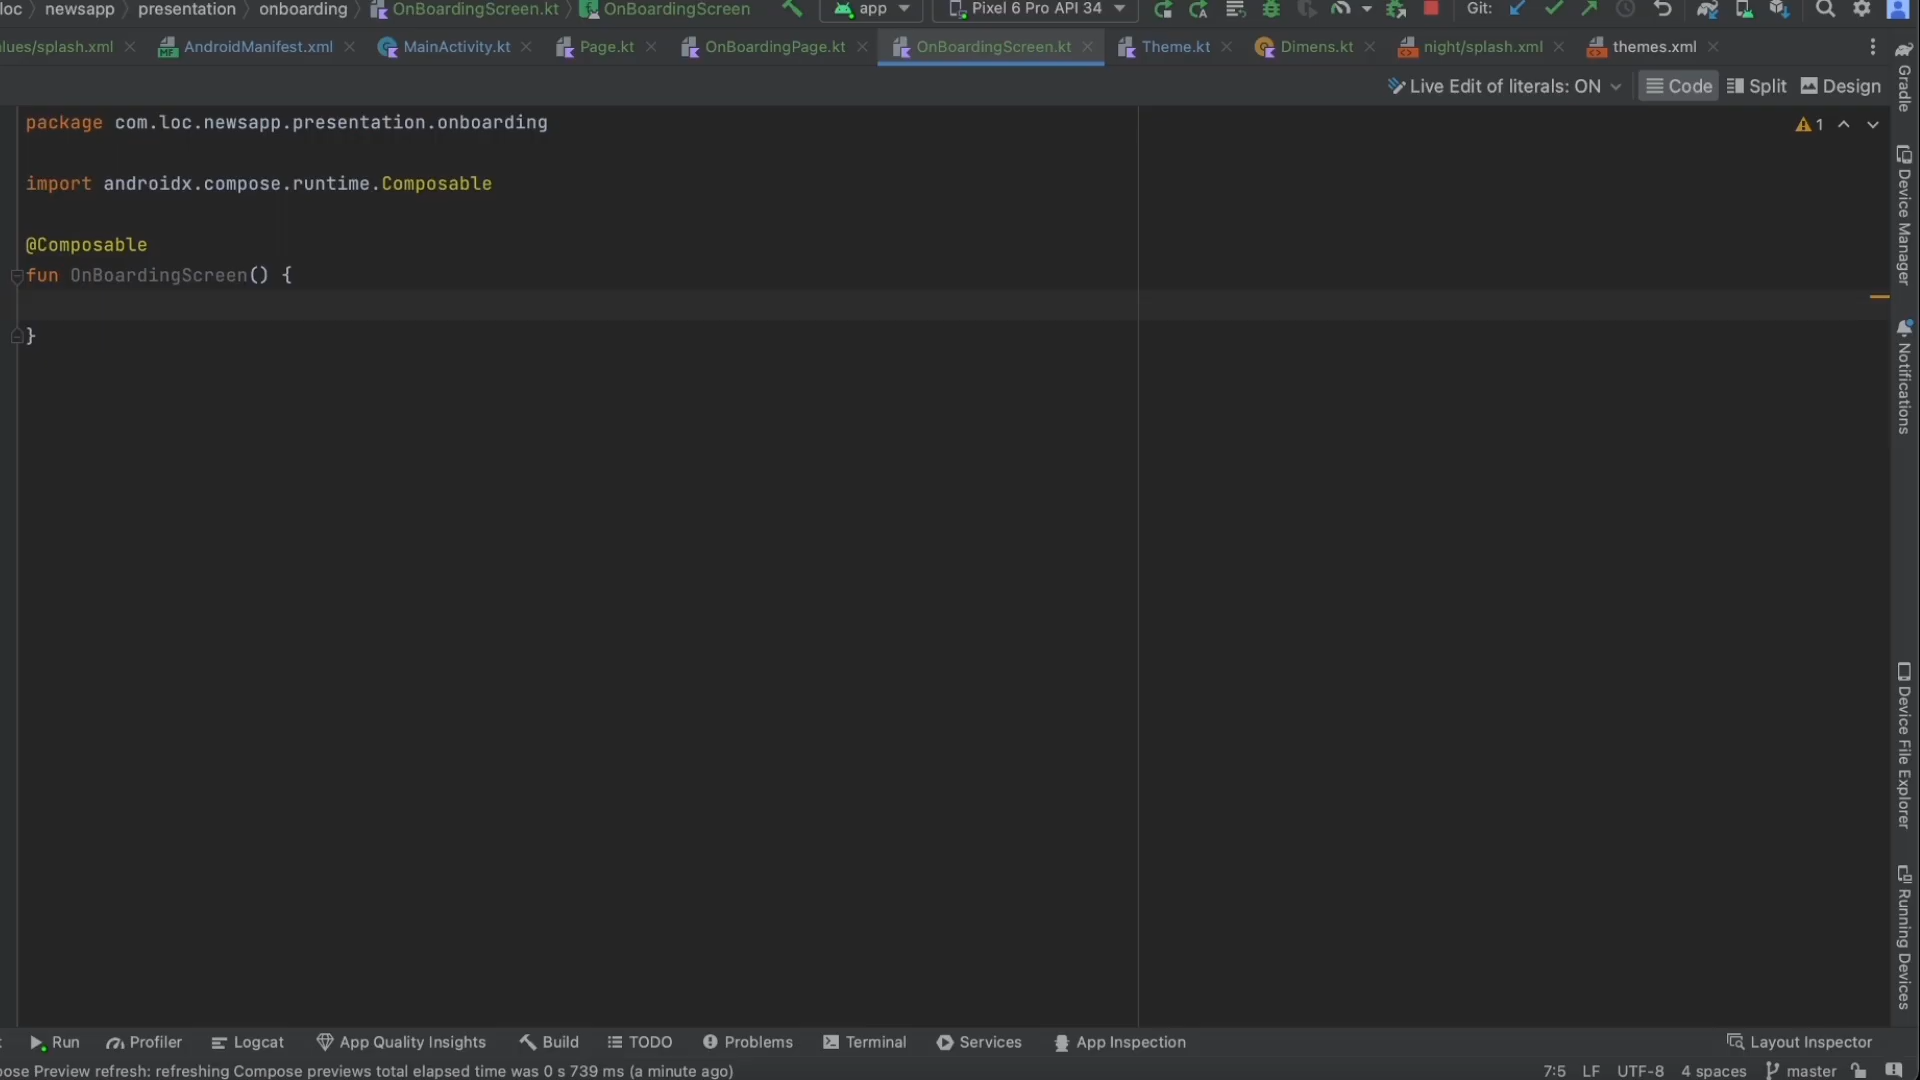 loc newsapp presentation onboarding OnBoardingScreen.kt OnBoardingScreen app Pixel 6 Pro API 34 Git:
lues/splash.xml AndroidManifest.xml MainActivity.kt Page.kt OnBoardingPage.kt OnBoardingScreen.kt Theme.kt Dimens.kt night/splash.xml themes.xml
Live Edit of literals: ON Code Split Design
package com.loc.newsapp.presentation.onboarding
1
import androidx.compose.runtime.Composable
@Composable
fun OnBoardingScreen() {
}
Gradle
Device Manager
Notifications
Device File Explorer
Running Devices
Run Profiler Logcat App Quality Insights Build TODO Problems Terminal Services App Inspection Layout Inspector
ose Preview refresh: refreshing Compose previews total elapsed time was 0 s 739 ms (a minute ago) 7:5 LF UTF-8 4 spaces master